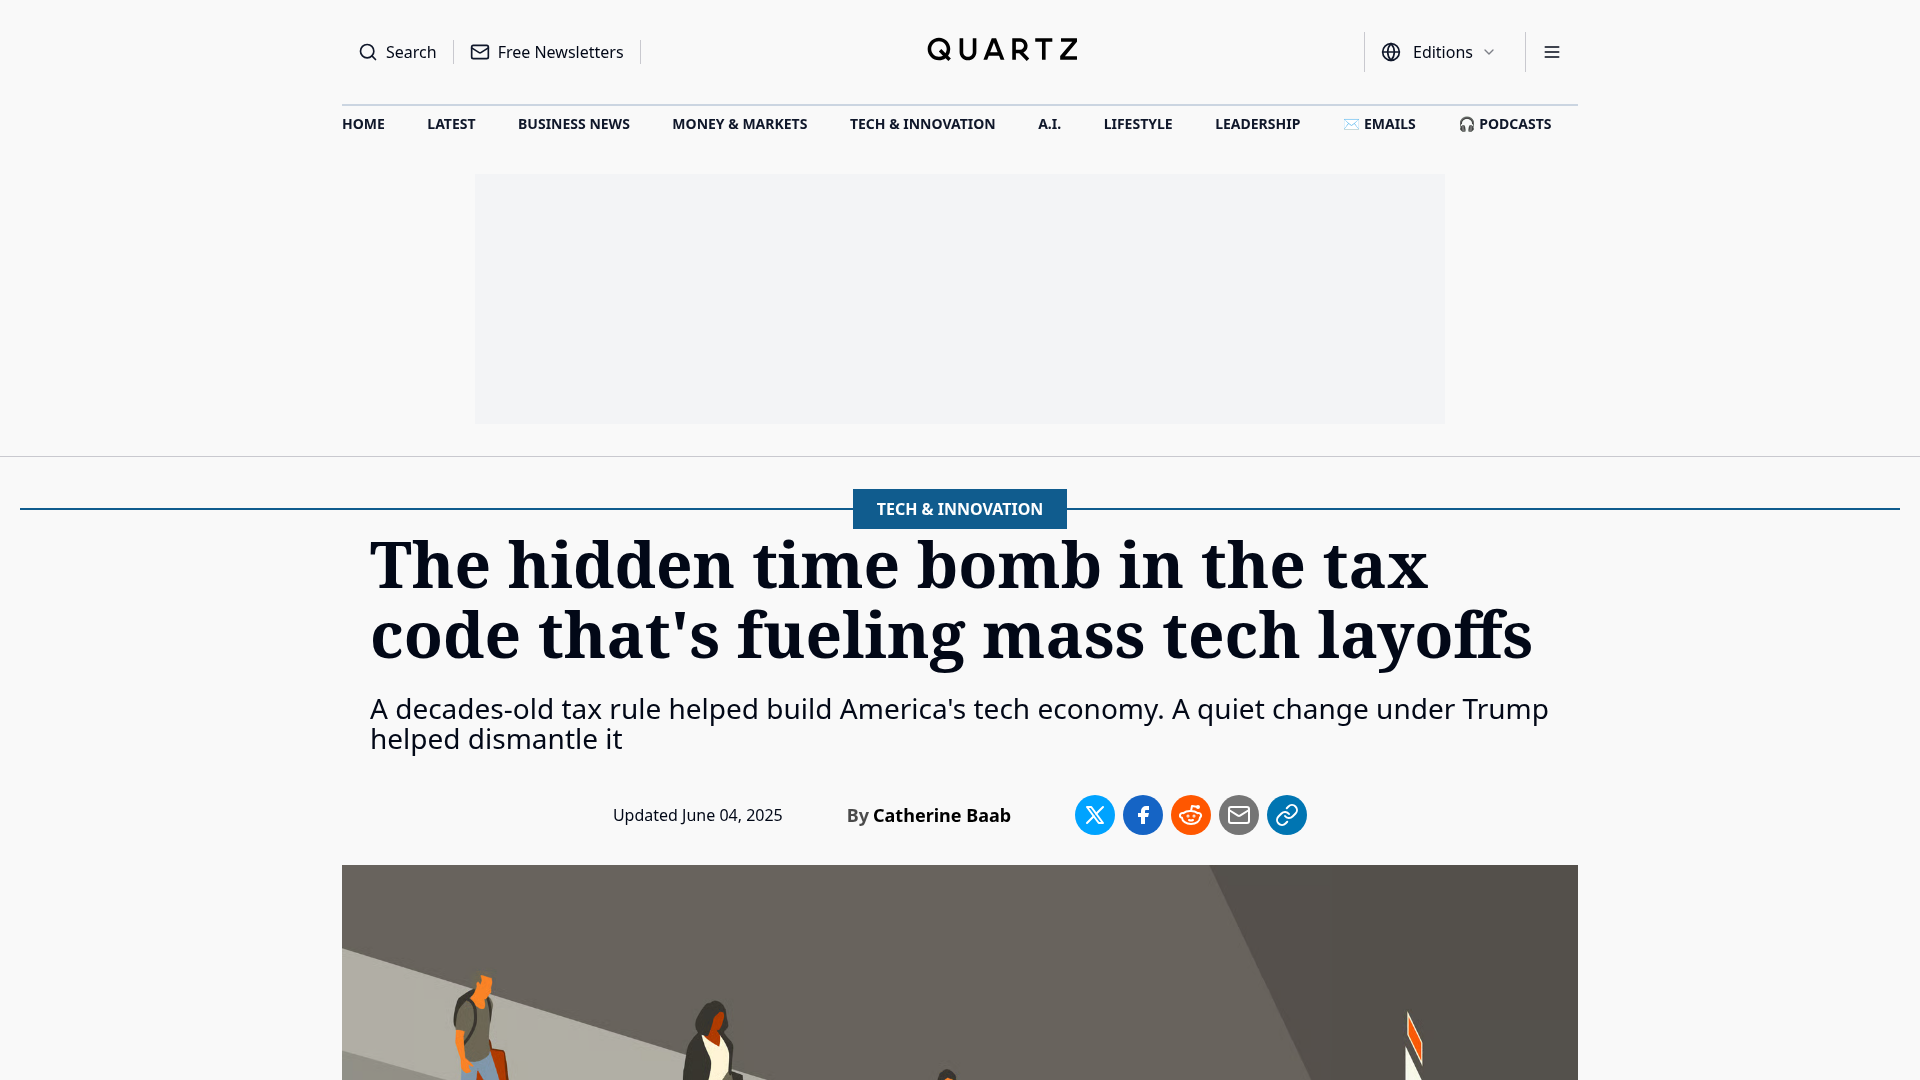 Search
Free Newsletters
QUARTZ
Editions
HOME
LATEST
BUSINESS NEWS
MONEY & MARKETS
TECH & INNOVATION
A.I.
LIFESTYLE
LEADERSHIP
✉️ EMAILS
🎧 PODCASTS
TECH & INNOVATION
The hidden time bomb in the tax
code that's fueling mass tech layoffs
A decades-old tax rule helped build America's tech economy. A quiet change under Trump
helped dismantle it
Updated June 04, 2025
By Catherine Baab